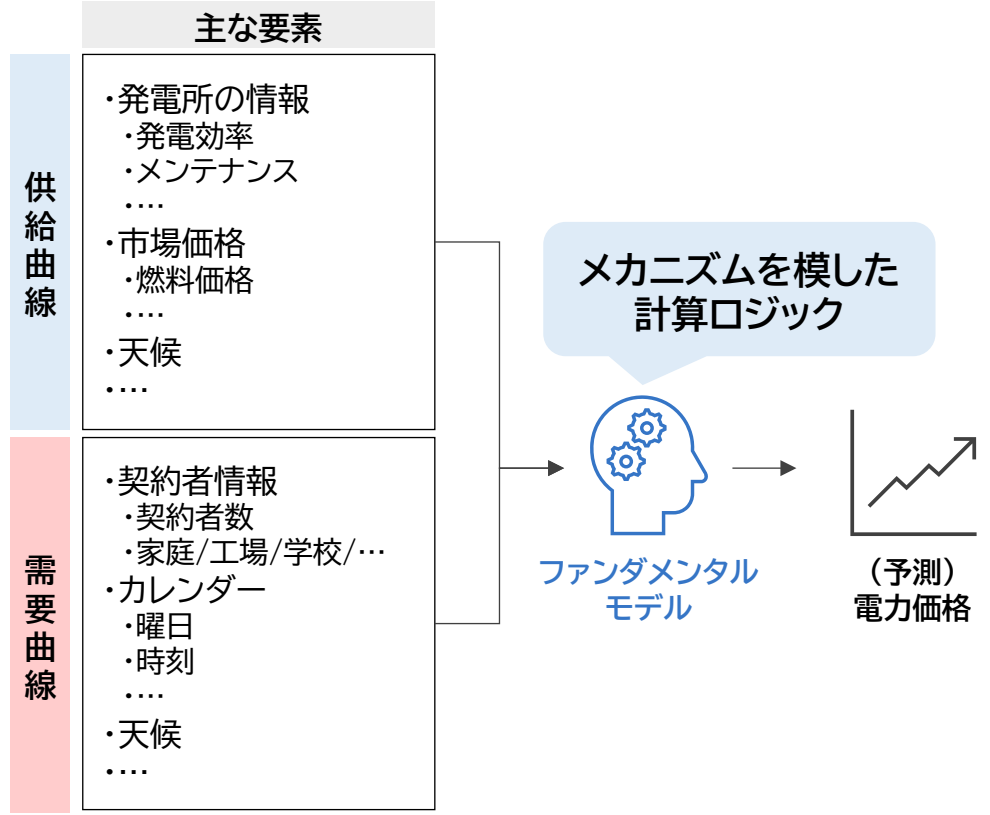 主な要素
供給曲線
・発電所の情報
・発電効率
・メンテナンス
・…
・市場価格
・燃料価格
・…
・天候
・…
需要曲線
・契約者情報
・契約者数
・家庭/工場/学校/…
・カレンダー
・曜日
・時刻
・…
・天候
・…
メカニズムを模した
計算ロジック
ファンダメンタル
モデル
（予測）
電力価格